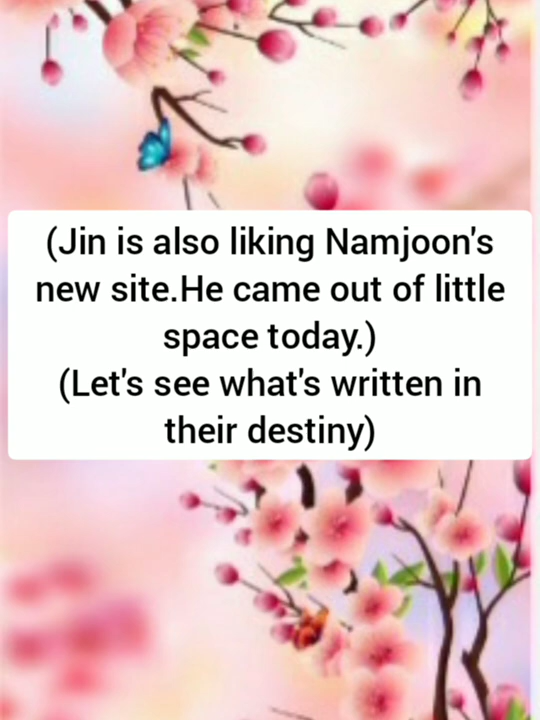 (Jin is also liking Namjoon's
new site.He came out of little
space today.)
(Let's see what's written in
their destiny)